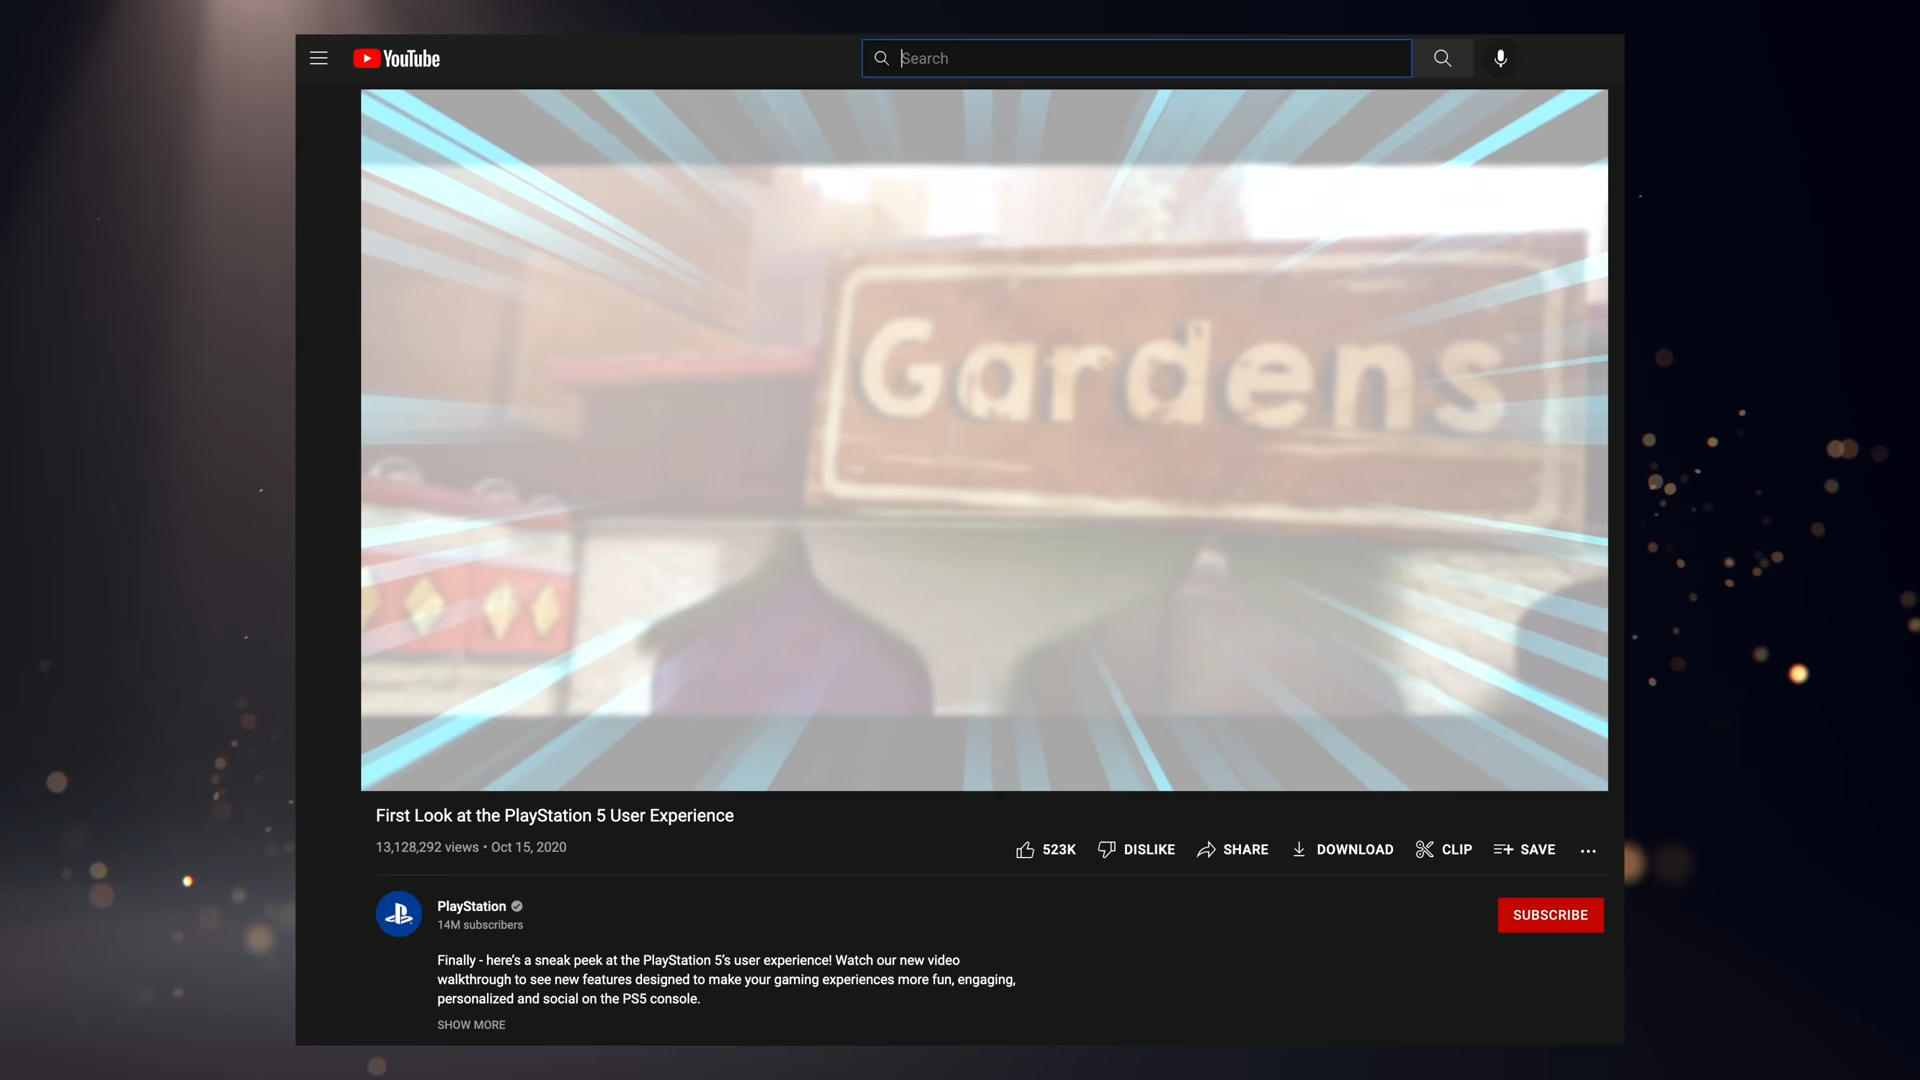 YouTube
Search
Gardens
First Look at the PlayStation 5 User Experience
13,128,292 views • Oct 15, 2020
523K
DISLIKE
SHARE
DOWNLOAD
CLIP
SAVE
PlayStation
14M subscribers
SUBSCRIBE
Finally - here's a sneak peek at the PlayStation 5's user experience! Watch our new video
walkthrough to see new features designed to make your gaming experiences more fun, engaging,
personalized and social on the PS5 console.
SHOW MORE